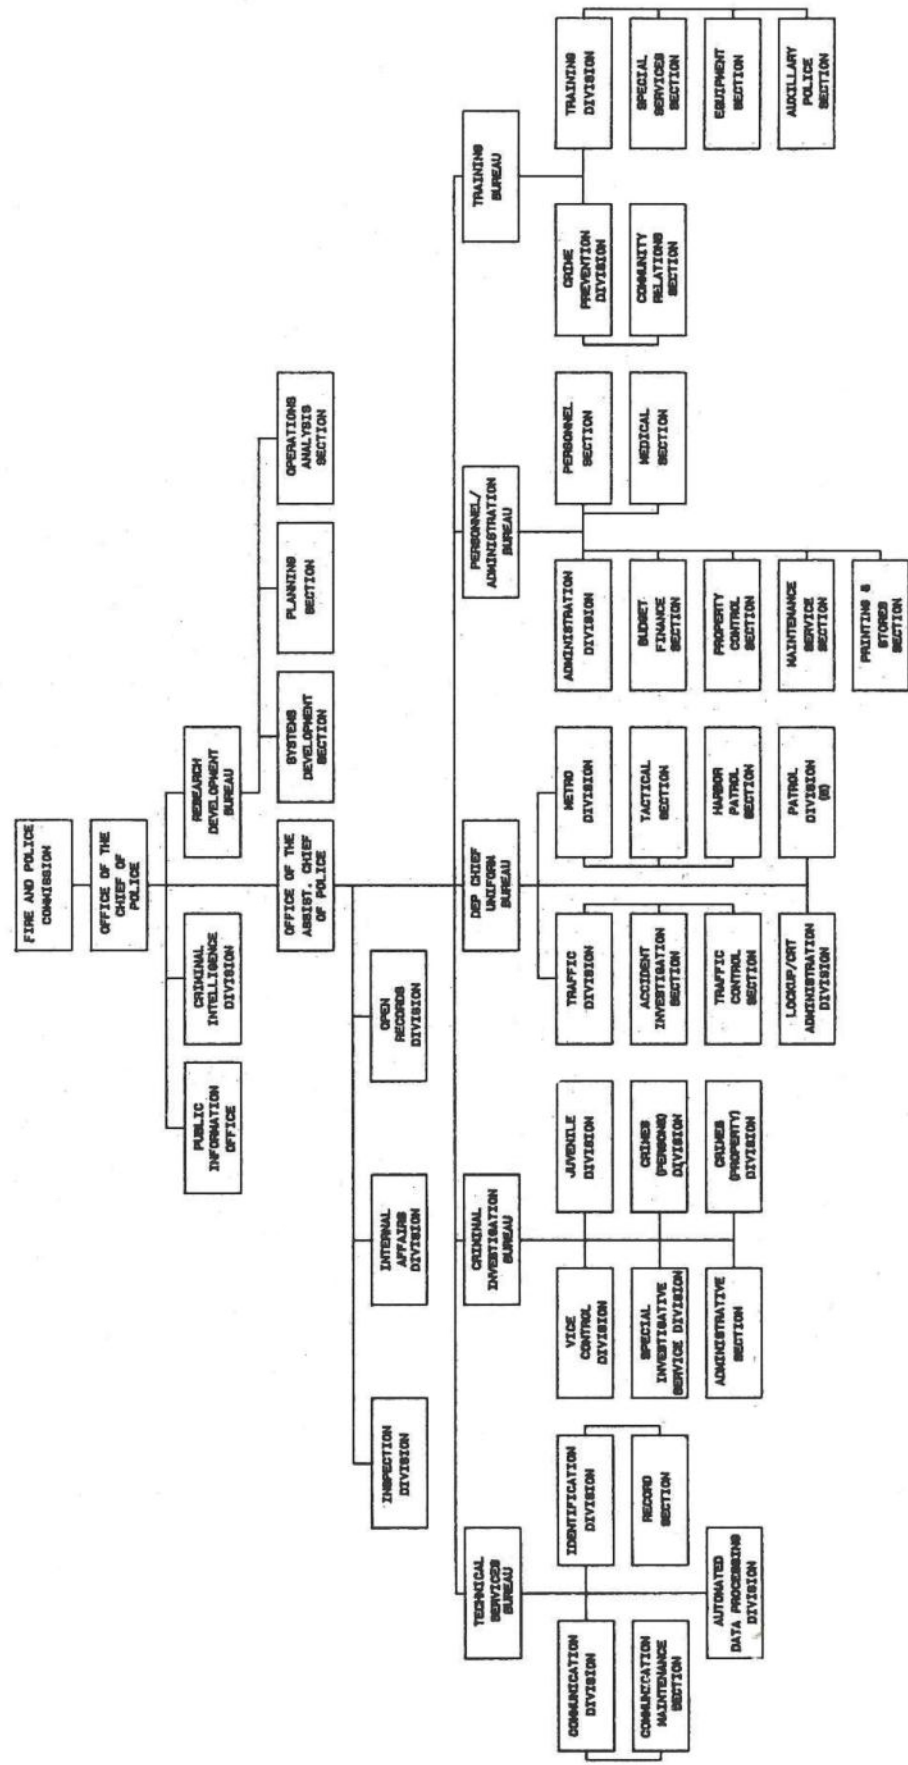 FIRE AND POLICE
COMMISSION
OFFICE OF THE
CHIEF OF
POLICE
PUBLIC
INFORMATION
OFFICE
CRIMINAL
INTELLIGENCE
DIVISION
RESEARCH
DEVELOPMENT
BUREAU
OFFICE OF THE
ASSIST. CHIEF
OF POLICE
SYSTEMS
DEVELOPMENT
SECTION
PLANNING
SECTION
OPERATIONS
ANALYSIS
SECTION
INSPECTION
DIVISION
INTERNAL
AFFAIRS
DIVISION
OPEN
RECORDS
DIVISION
TECHNICAL
SERVICES
BUREAU
CRIMINAL
INVESTIGATION
BUREAU
DEP CHIEF
UNIFORM
BUREAU
PERSONNEL/
ADMINISTRATION
BUREAU
TRAINING
BUREAU
COMMUNICATION
DIVISION
IDENTIFICATION
DIVISION
VICE
CONTROL
DIVISION
JUVENILE
DIVISION
TRAFFIC
DIVISION
METRO
DIVISION
ADMINISTRATION
DIVISION
PERSONNEL
SECTION
CRIME
PREVENTION
DIVISION
TRAINING
DIVISION
COMMUNICATION
MAINTENANCE
SECTION
RECORD
SECTION
SPECIAL
INVESTIGATIVE
SERVICE DIVISION
CRIMES
(PERSONS)
DIVISION
ACCIDENT
INVESTIGATION
SECTION
TACTICAL
SECTION
BUDGET
FINANCE
SECTION
MEDICAL
SECTION
COMMUNITY
RELATIONS
SECTION
SPECIAL
SERVICES
SECTION
AUTOMATED
DATA PROCESSING
DIVISION
ADMINISTRATIVE
SECTION
CRIMES
(PROPERTY)
DIVISION
TRAFFIC
CONTROL
SECTION
HARBOR
PATROL
SECTION
PROPERTY
CONTROL
SECTION
EQUIPMENT
SECTION
LOCKUP/CRT
ADMINISTRATION
DIVISION
PATROL
DIVISION
MAINTENANCE
SERVICE
SECTION
AUXILLARY
POLICE
SECTION
PRINTING &
STORES
SECTION